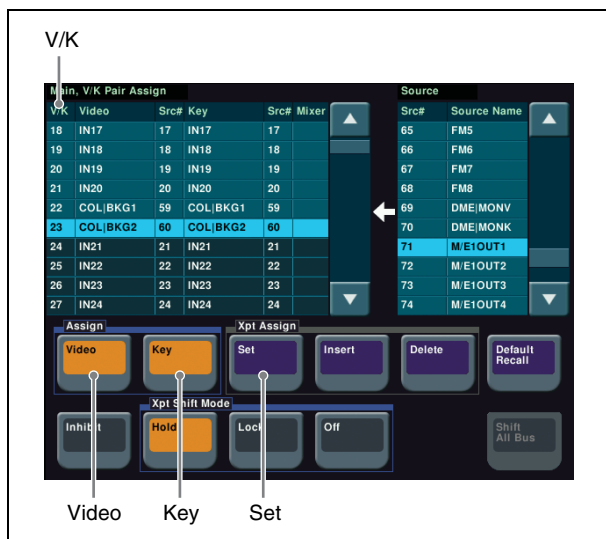 V/K
Main, V/K Pair Assign
Source
V/K Video Src# Key Src# Mixer
Src# Source Name
18 IN17 17 IN17 17
65 FM5
19 IN18 18 IN18 18
66 FM6
20 IN19 19 IN19 19
67 FM7
21 IN20 20 IN20 20
68 FM8
22 COL|BKG1 59 COL|BKG1 59
69 DME|MONV
23 COL|BKG2 60 COL|BKG2 60
70 DME|MONK
24 IN21 21 IN21 21
71 M/E1OUT1
25 IN22 22 IN22 22
72 M/E1OUT2
26 IN23 23 IN23 23
73 M/E1OUT3
27 IN24 24 IN24 24
74 M/E1OUT4
Assign
Xpt Assign
Video Key Set Insert Delete Default
Recall
Xpt Shift Mode
Inhibit Hold Lock Off Shift
All Bus
Video Key Set